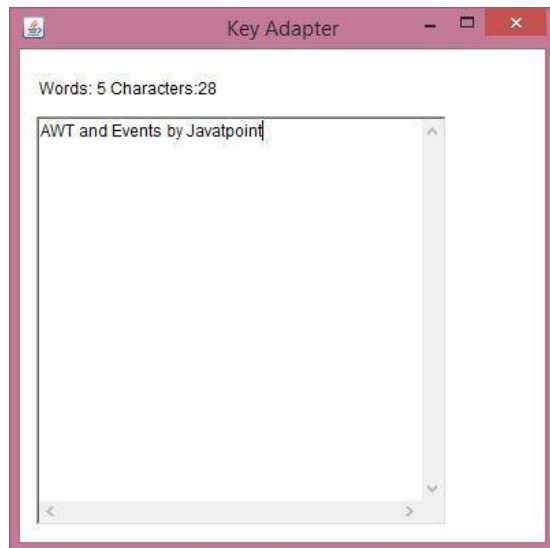 Key Adapter
Words: 5 Characters:28
AWT and Events by Javatpoint